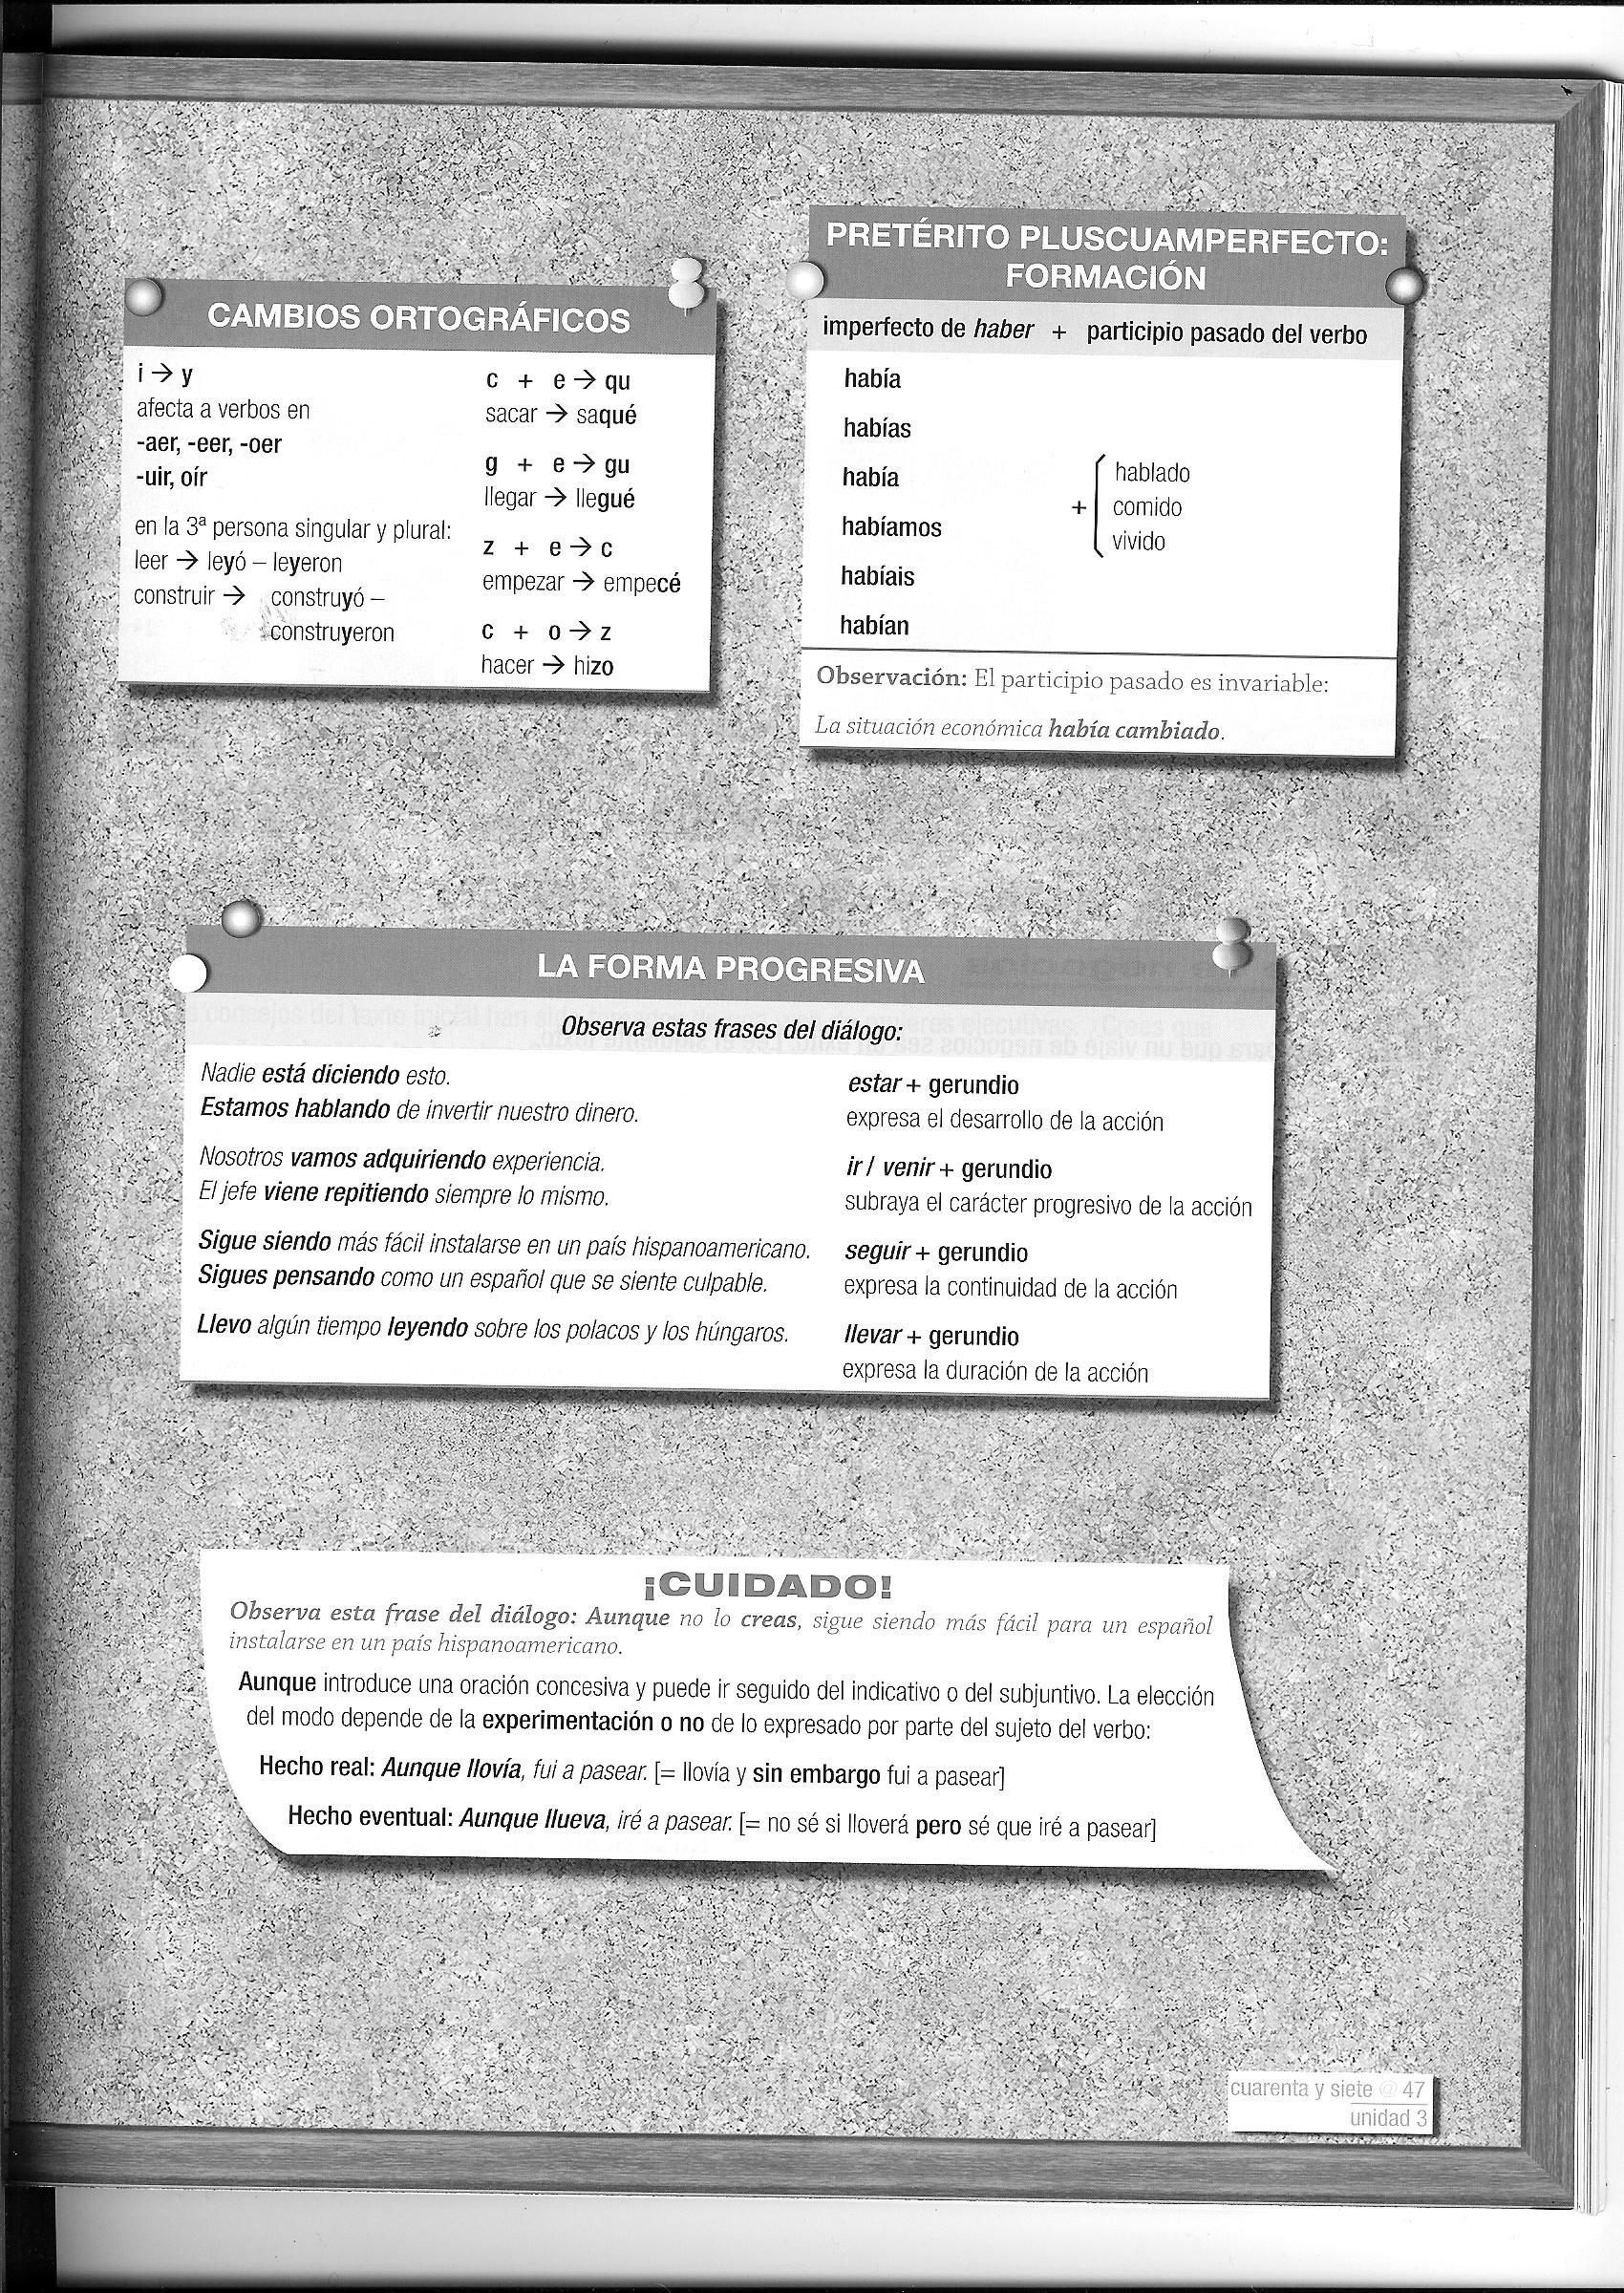 CAMBIOS ORTOGRÁFICOS
i → y
afecta a verbos en
-aer, -eer, -oer
-uir, oír
en la 3ª persona singular y plural:
leer → leyó – leyeron
construir → construyó –
construyeron
c + e → qu
sacar → saqué
g + e → gu
llegar → llegué
z + e → c
empezar → empecé
c + o → z
hacer → hizo
PRETÉRITO PLUSCUAMPERFECTO:
FORMACIÓN
imperfecto de haber + participio pasado del verbo
había
habías
había
habíamos
habíais
habían
+
hablado
comido
vivido
Observación: El participio pasado es invariable:
La situación económica había cambiado.
LA FORMA PROGRESIVA
Observa estas frases del diálogo:
Nadie está diciendo esto.
Estamos hablando de invertir nuestro dinero.
Nosotros vamos adquiriendo experiencia.
El jefe viene repitiendo siempre lo mismo.
Sigue siendo más fácil instalarse en un país hispanoamericano.
Sigues pensando como un español que se siente culpable.
Llevo algún tiempo leyendo sobre los polacos y los húngaros.
estar + gerundio
expresa el desarrollo de la acción
ir / venir + gerundio
subraya el carácter progresivo de la acción
seguir + gerundio
expresa la continuidad de la acción
llevar + gerundio
expresa la duración de la acción
¡CUIDADO!
Observa esta frase del diálogo: Aunque no lo creas, sigue siendo más fácil para un español
instalarse en un país hispanoamericano.
Aunque introduce una oración concesiva y puede ir seguido del indicativo o del subjuntivo. La elección
del modo depende de la experimentación o no de lo expresado por parte del sujeto del verbo:
Hecho real: Aunque llovía, fui a pasear. [= llovía y sin embargo fui a pasear]
Hecho eventual: Aunque llueva, iré a pasear. [= no sé si lloverá pero sé que iré a pasear]
cuarenta y siete @ 47
unidad 3